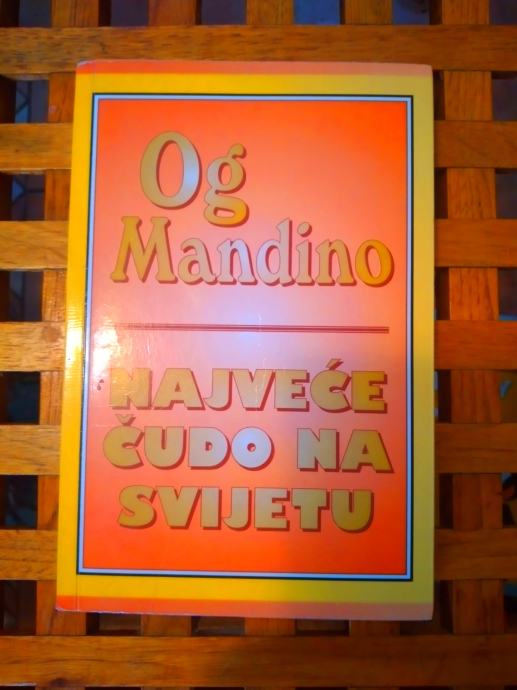 Og
Mandino
NAJVEĆE
ČUDO NA
SVIJETU